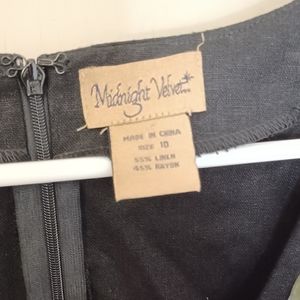 Midnight Velvet
MADE IN CHINA
SIZE 10
55% LINEN
45% RAYON